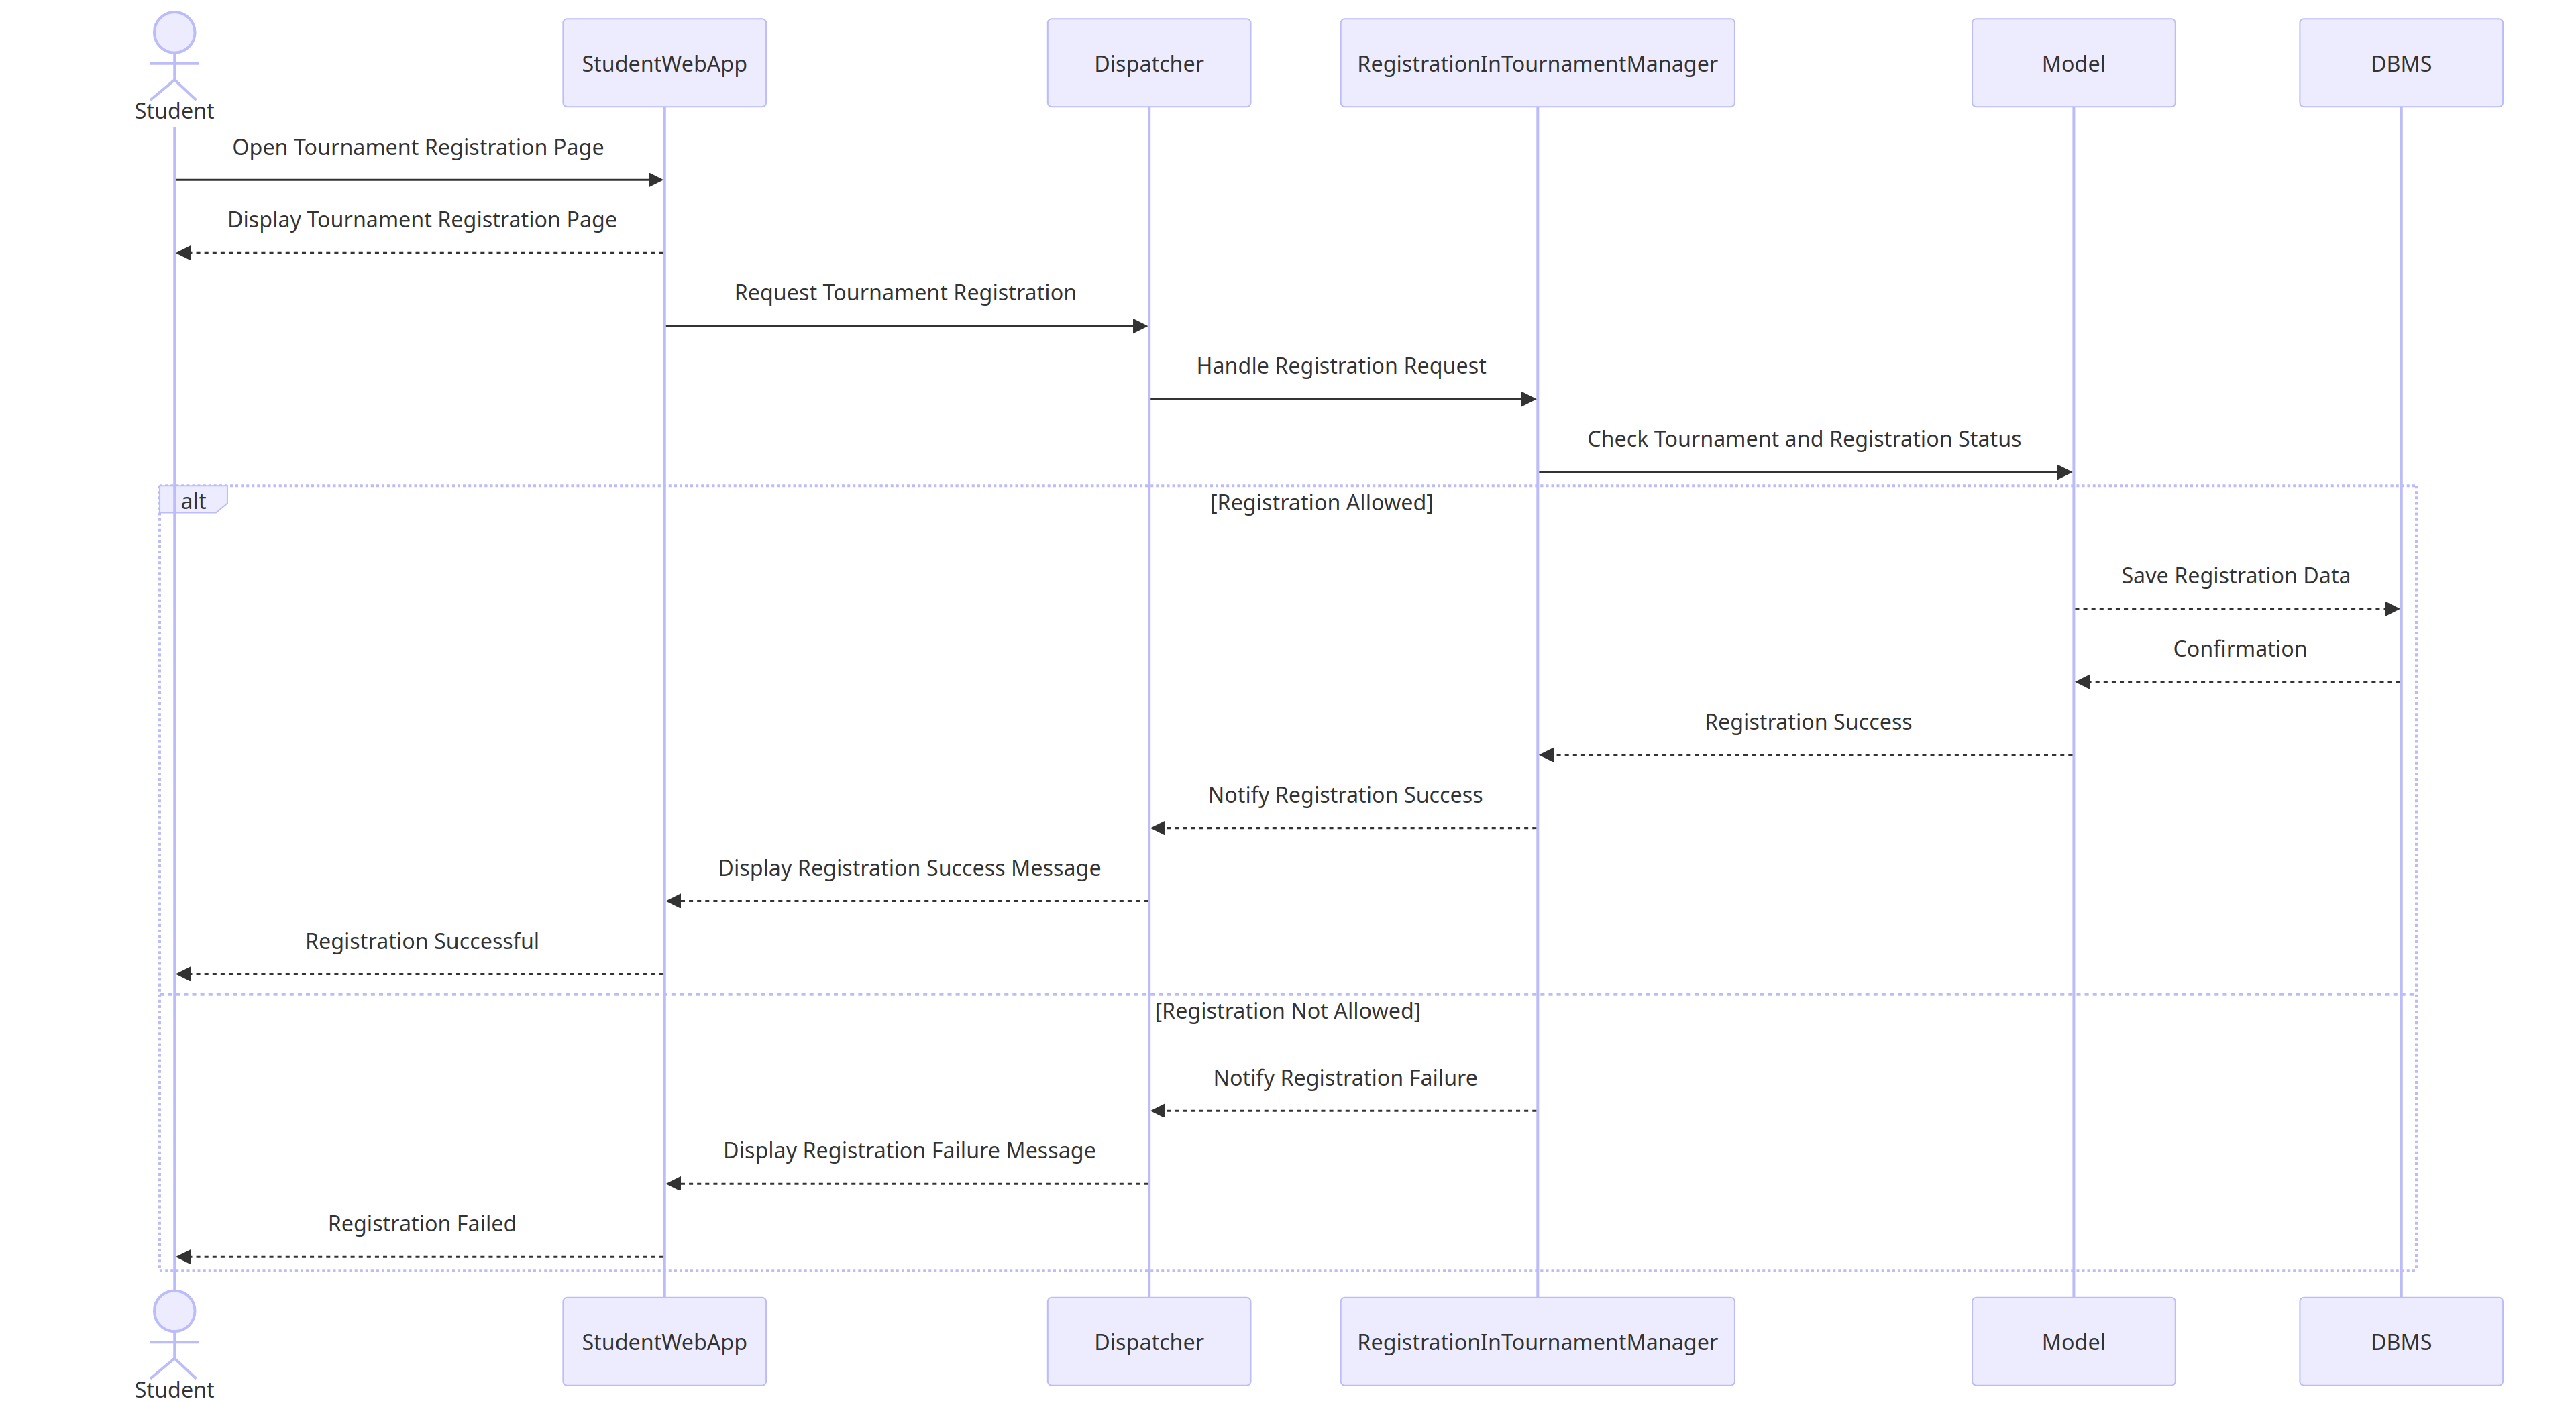 Student
StudentWebApp
Dispatcher
RegistrationInTournamentManager
Model
DBMS
Open Tournament Registration Page
Display Tournament Registration Page
Request Tournament Registration
Handle Registration Request
Check Tournament and Registration Status
alt
[Registration Allowed]
Save Registration Data
Confirmation
Registration Success
Notify Registration Success
Display Registration Success Message
Registration Successful
[Registration Not Allowed]
Notify Registration Failure
Display Registration Failure Message
Registration Failed
Student
StudentWebApp
Dispatcher
RegistrationInTournamentManager
Model
DBMS